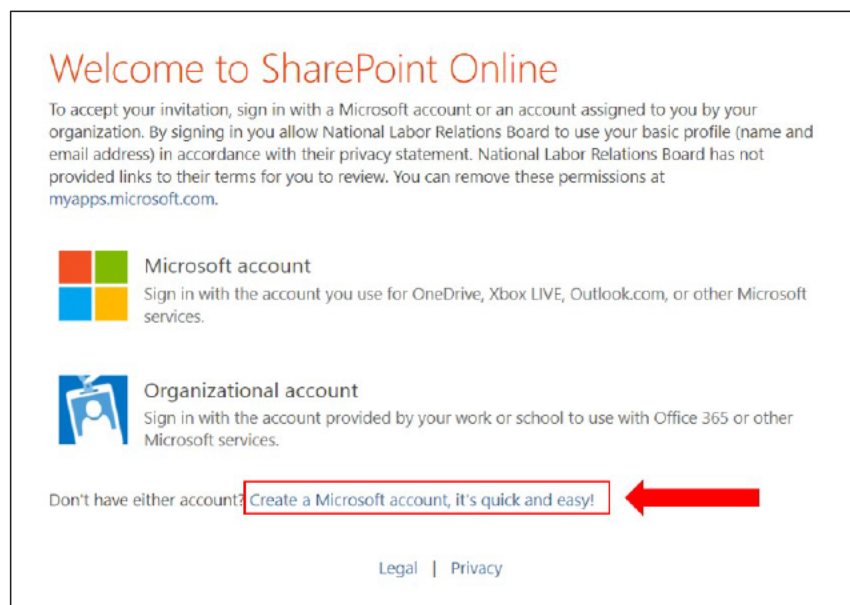 Welcome to SharePoint Online
To accept your invitation, sign in with a Microsoft account or an account assigned to you by your
organization. By signing in you allow National Labor Relations Board to use your basic profile (name and
email address) in accordance with their privacy statement. National Labor Relations Board has not
provided links to their terms for you to review. You can remove these permissions at
myapps.microsoft.com.
Microsoft account
Sign in with the account you use for OneDrive, Xbox LIVE, Outlook.com, or other Microsoft
services.
Organizational account
Sign in with the account provided by your work or school to use with Office 365 or other
Microsoft services.
Don't have either account? Create a Microsoft account, it's quick and easy!
Legal | Privacy